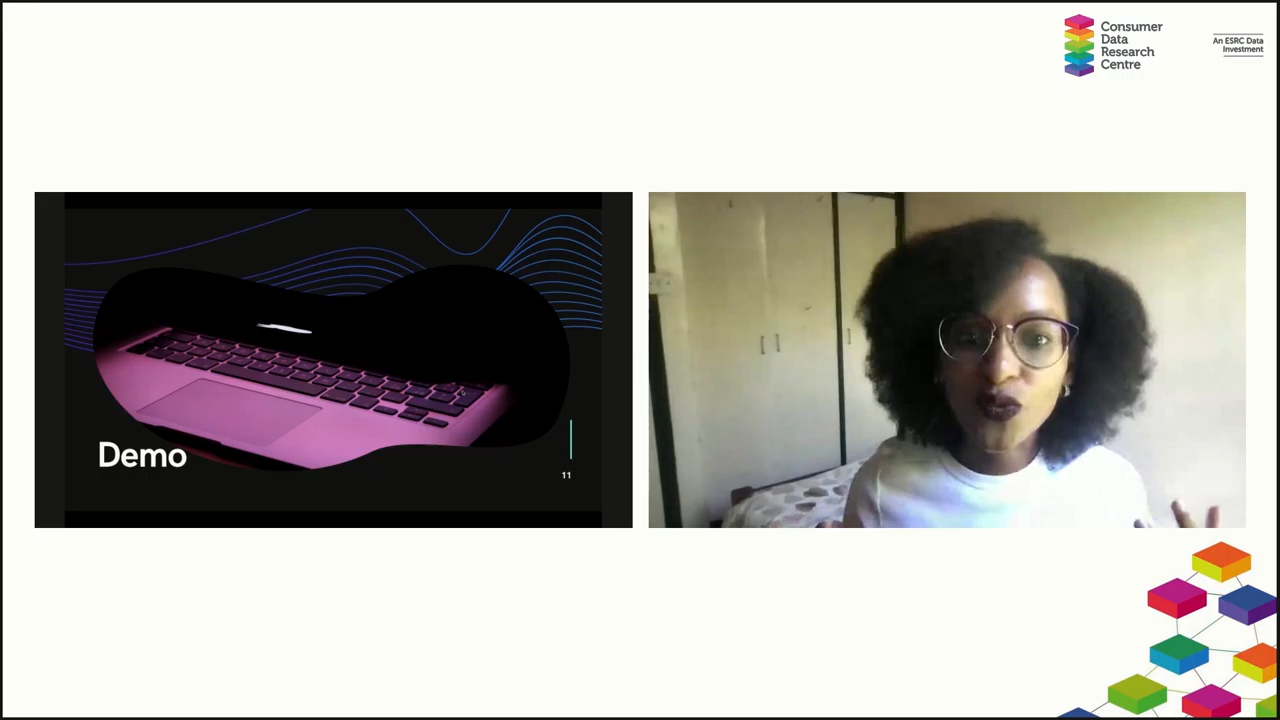 Consumer
Data
Research
Centre
An ESRC Data
Investment
Demo
11